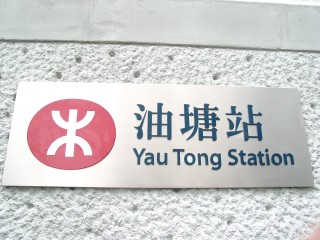 油塘站
Yau Tong Station